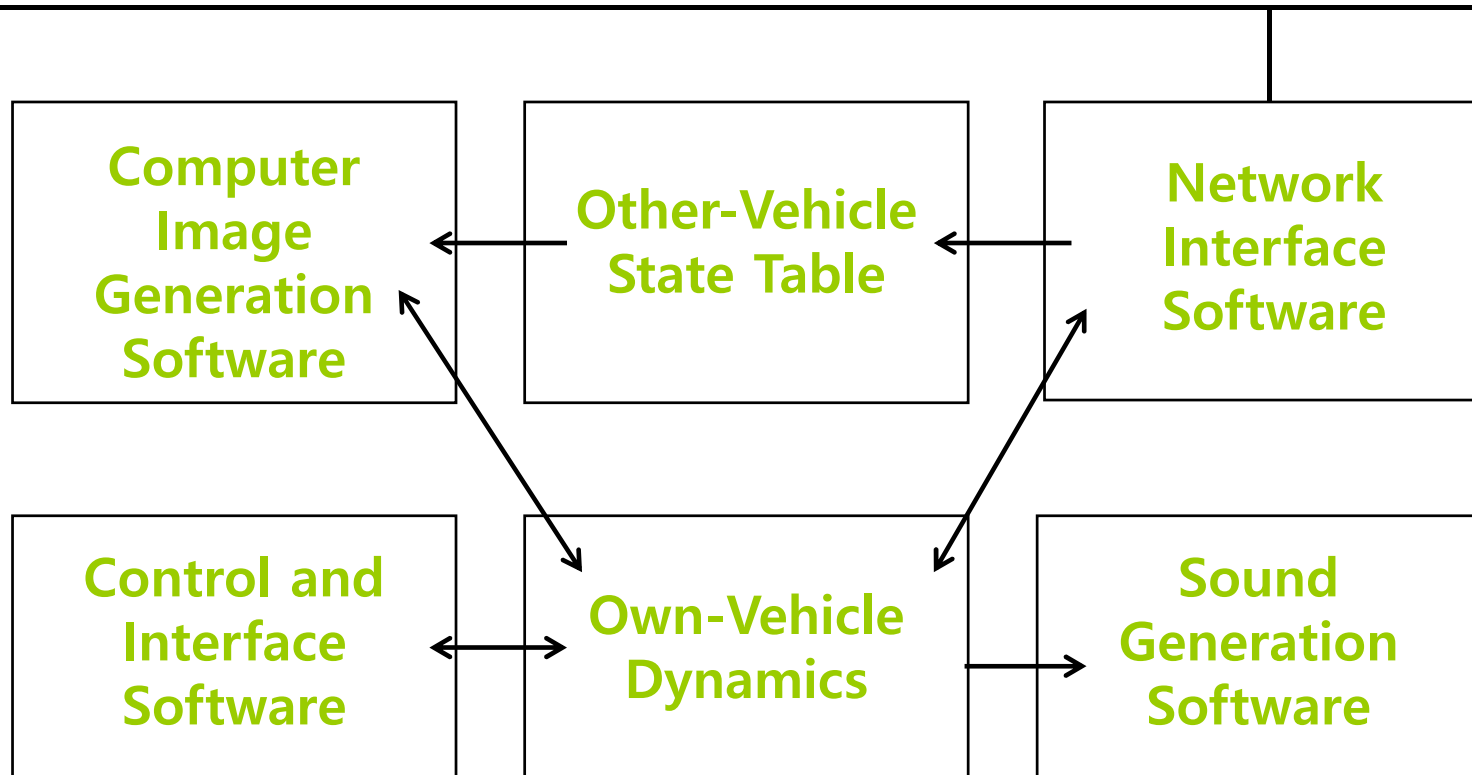 Computer
Image
Generation
Software
Other-Vehicle
State Table
Network
Interface
Software
Control and
Interface
Software
Own-Vehicle
Dynamics
Sound
Generation
Software